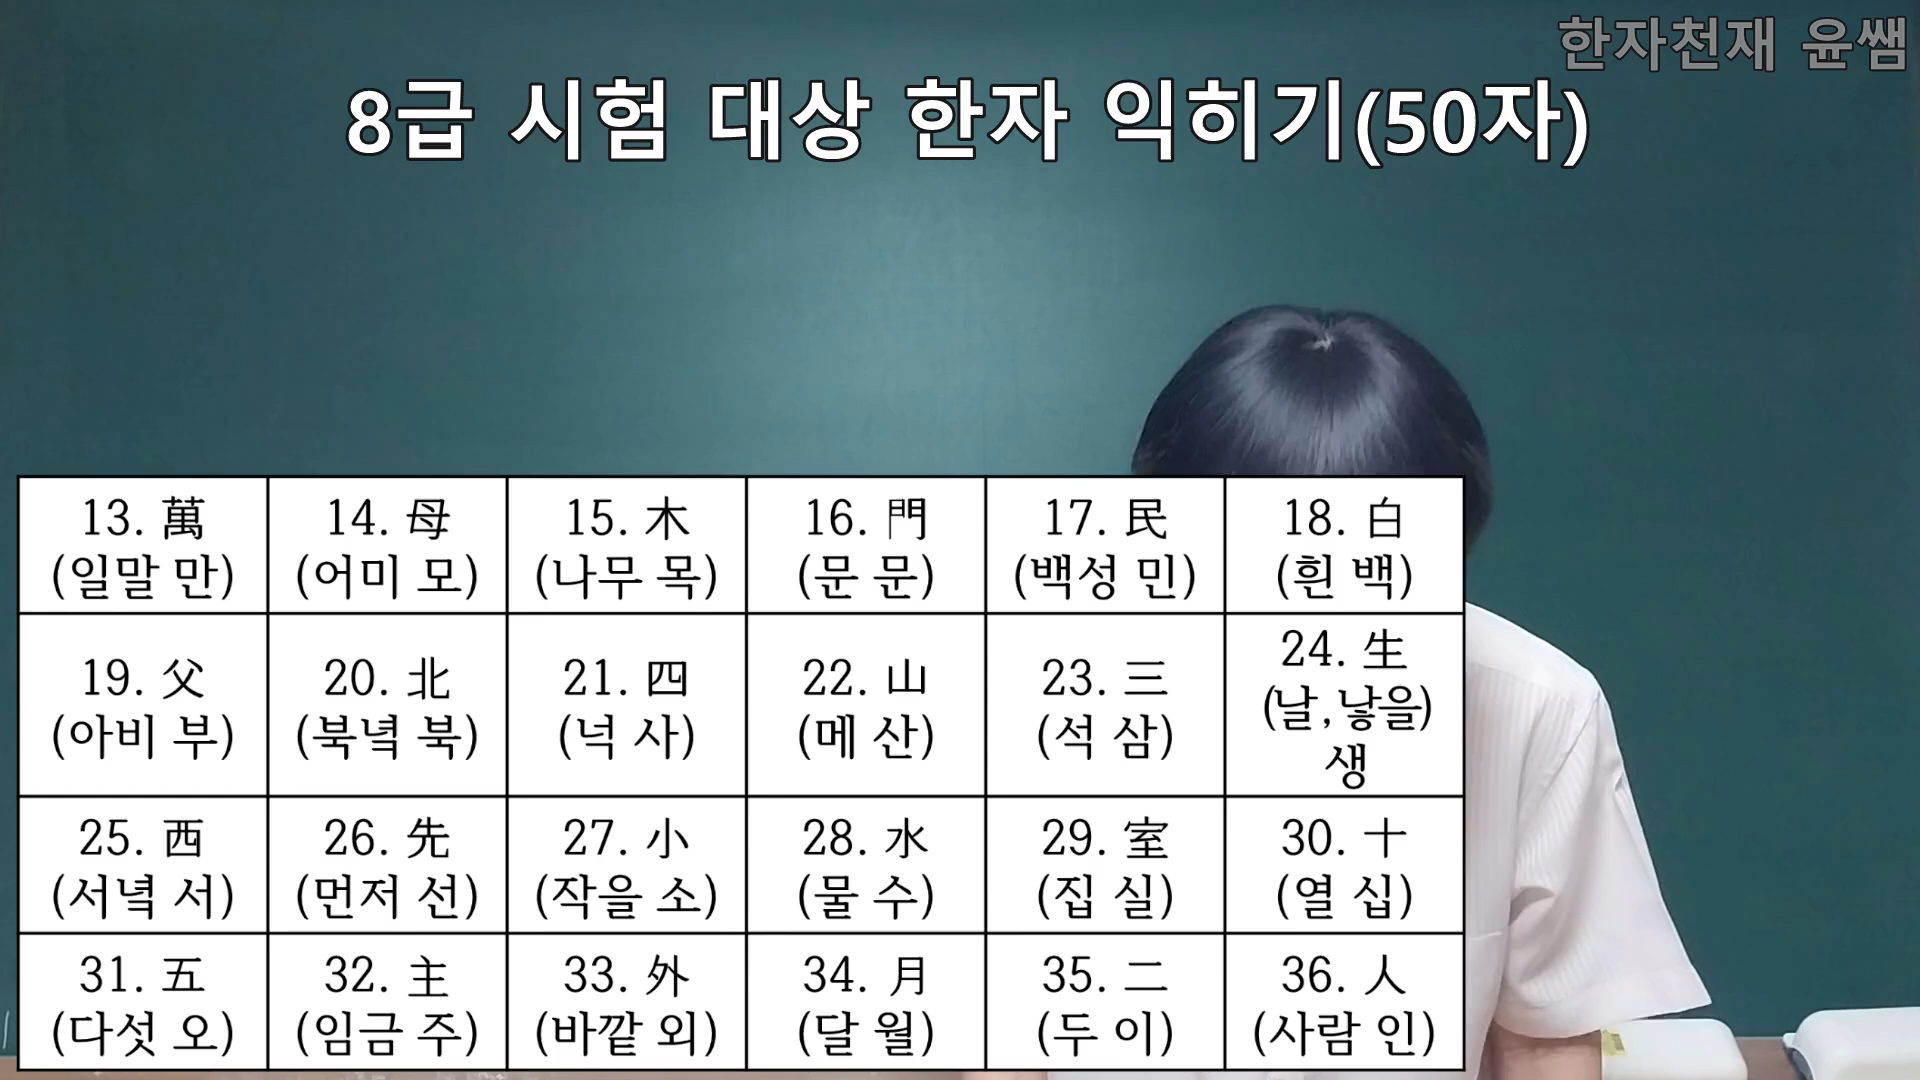 한자천재 윤쌤
8급 시험 대상 한자 익히기(50자)
13. 萬
(일말 만)
14. 母
(어미 모)
15. 木
(나무 목)
16. 門
(문 문)
17. 民
(백성 민)
18. 白
(흰 백)
19. 父
(아비 부)
20. 北
(북녘 북)
21. 四
(넉 사)
22. 山
(메 산)
23. 三
(석 삼)
24. 生
(날,낳을)
생
25. 西
(서녘 서)
26. 先
(먼저 선)
27. 小
(작을 소)
28. 水
(물 수)
29. 室
(집 실)
30. 十
(열 십)
31. 五
(다섯 오)
32. 主
(임금 주)
33. 外
(바깥 외)
34. 月
(달 월)
35. 二
(두 이)
36. 人
(사람 인)